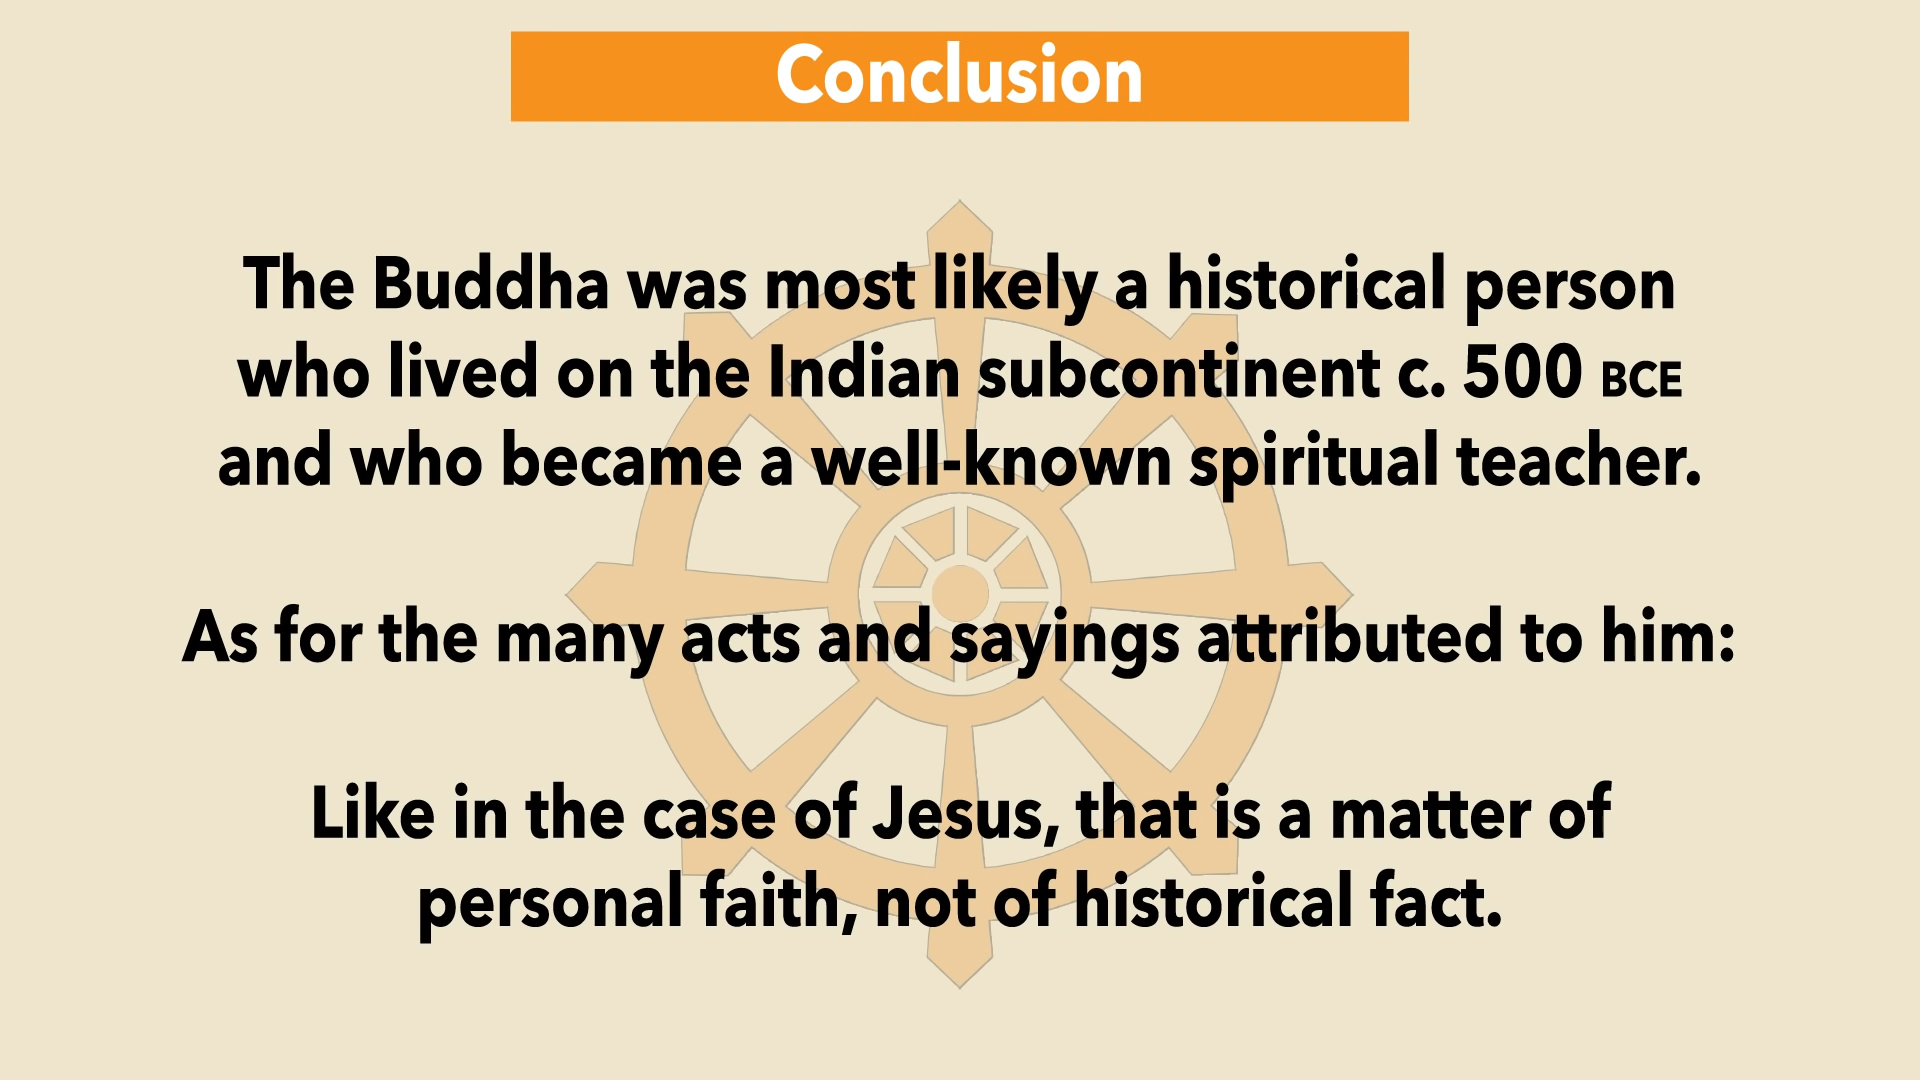 Conclusion
The Buddha was most likely a historical person
who lived on the Indian subcontinent c. 500 BCE
and who became a well-known spiritual teacher.
As for the many acts and sayings attributed to him:
Like in the case of Jesus, that is a matter of
personal faith, not of historical fact.